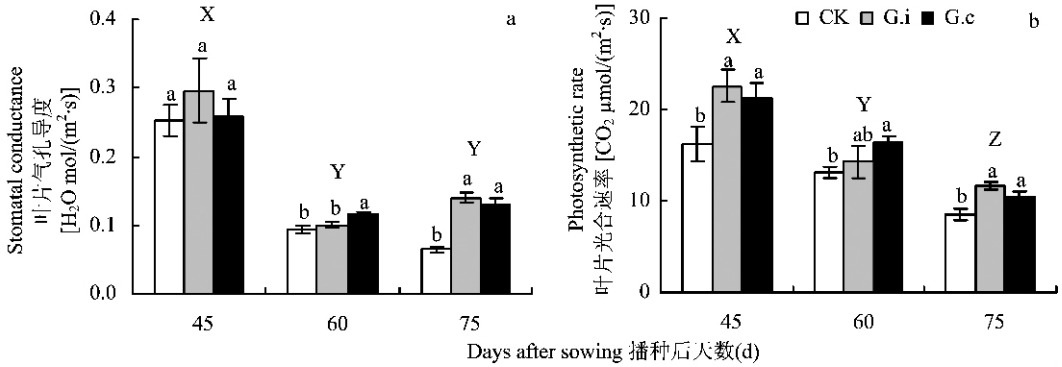 Stomatal conductance
叶片气孔导度
[H₂O mol/(m²·s)]
0.4
0.3
0.2
0.1
0.0
X
a
a
a
a
Y
b
b
a
Y
b
a
a
45
60
75
Photosynthetic rate
叶片光合速率 [CO₂ μmol/(m²·s)]
30
20
10
0
CK
G.i
G.c
b
X
b
a
a
Y
b
ab
a
Z
b
a
a
45
60
75
Days after sowing 播种后天数(d)